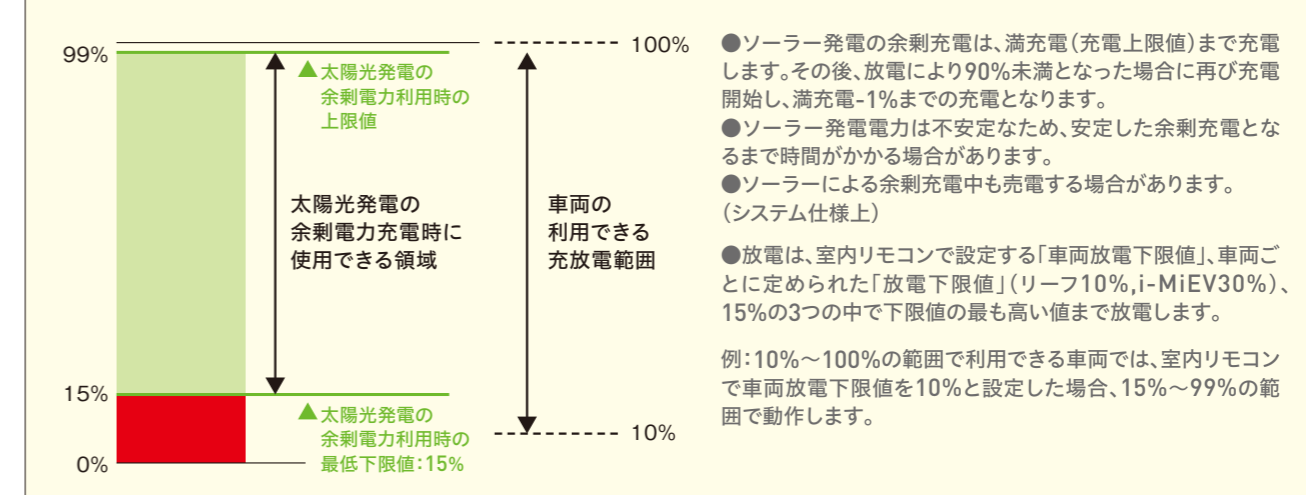 99%
100%
▲太陽光発電の
余剰電力利用時の
上限値
太陽光発電の
余剰電力充電時に
使用できる領域
車両の
利用できる
充放電範囲
15%
▲太陽光発電の
余剰電力利用時の
最低下限値:15%
10%
0%
●ソーラー発電の余剰充電は、満充電(充電上限値)まで充電
します。その後、放電により90%未満となった場合に再び充電
開始し、満充電-1%までの充電となります。
●ソーラー発電電力は不安定なため、安定した余剰充電とな
るまで時間がかかる場合があります。
●ソーラーによる余剰充電中も売電する場合があります。
(システム仕様上)
●放電は、室内リモコンで設定する「車両放電下限値」、車両ご
とに定められた「放電下限値」(リーフ10%,i-MiEV30%)、
15%の3つの中で下限値の最も高い値まで放電します。
例:10%〜100%の範囲で利用できる車両では、室内リモコン
で車両放電下限値を10%と設定した場合、15%〜99%の範
囲で動作します。